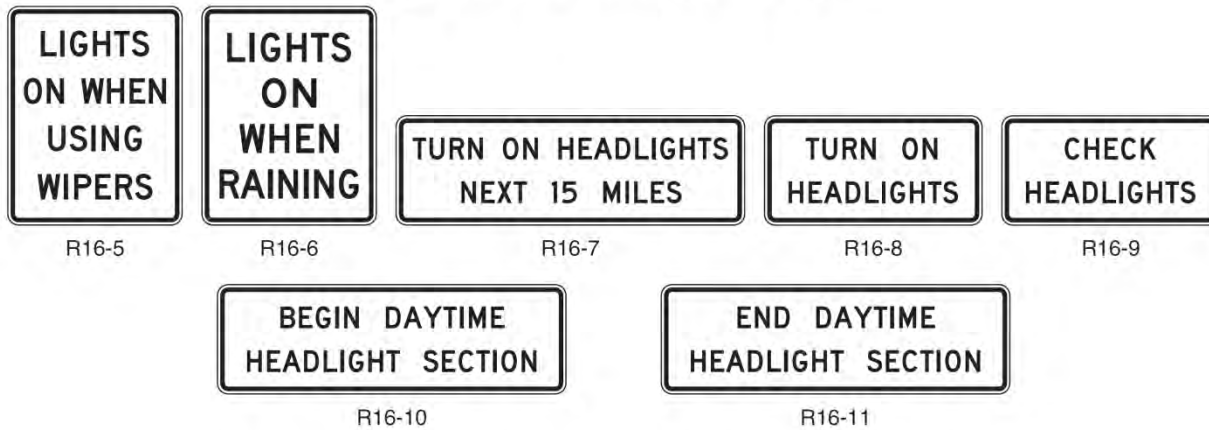 LIGHTS
ON WHEN
USING
WIPERS
R16-5
LIGHTS
ON
WHEN
RAINING
R16-6
TURN ON HEADLIGHTS
NEXT 15 MILES
R16-7
TURN ON
HEADLIGHTS
R16-8
CHECK
HEADLIGHTS
R16-9
BEGIN DAYTIME
HEADLIGHT SECTION
R16-10
END DAYTIME
HEADLIGHT SECTION
R16-11